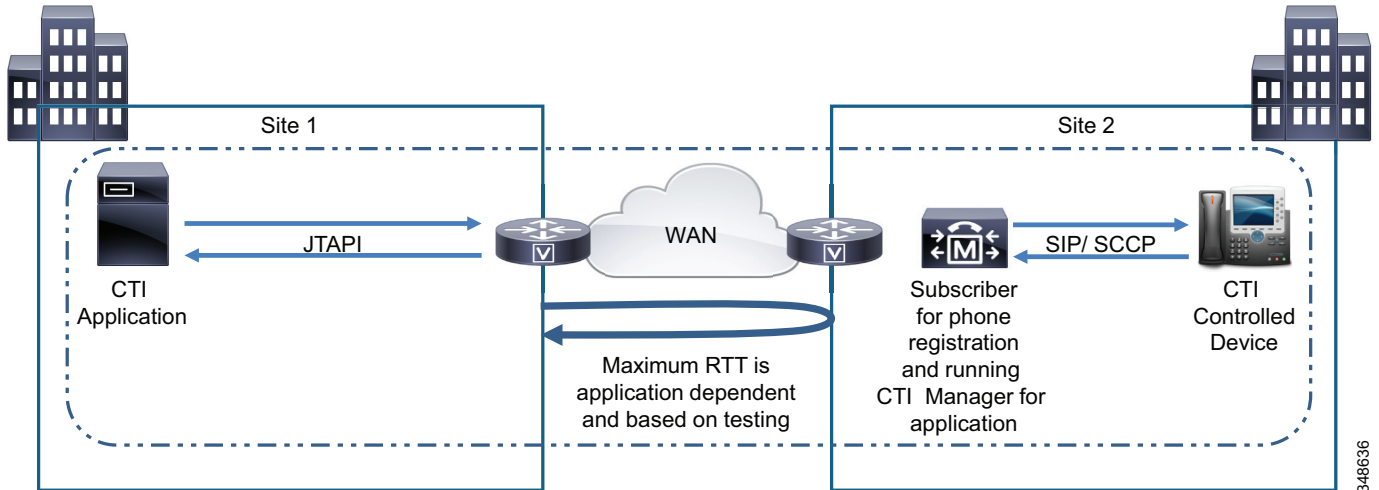 Site 1
Site 2
JTAPI
WAN
SIP/ SCCP
CTI
Application
V
V
M
Maximum RTT is
application dependent
and based on testing
Subscriber
for phone
registration
and running
CTI Manager for
application
CTI
Controlled
Device
348636